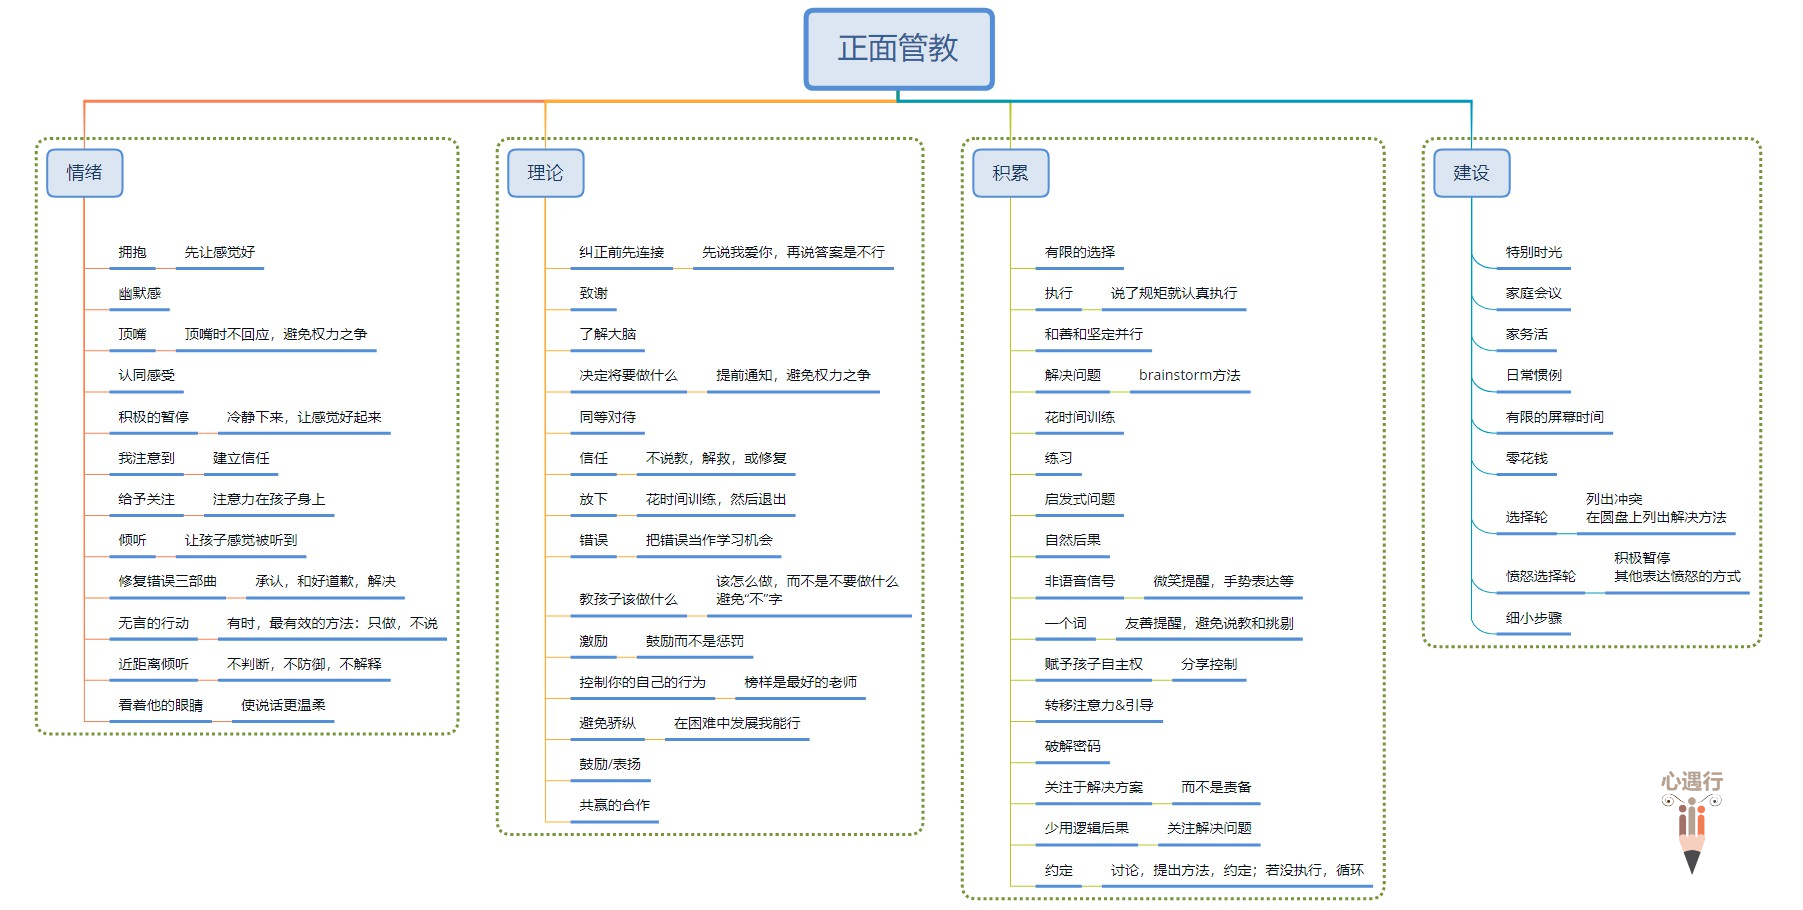 正面管教
情绪
拥抱 先让感觉好
幽默感
顶嘴 顶嘴时不回应，避免权力之争
认同感受
积极的暂停 冷静下来，让感觉好起来
我注意到 建立信任
给予关注 注意力在孩子身上
倾听 让孩子感觉被听到
修复错误三部曲 承认，和好道歉，解决
无言的行动 有时，最有效的方法：只做，不说
近距离倾听 不判断，不防御，不解释
看着他的眼睛 使说话更温柔
理论
纠正前先连接 先说我爱你，再说答案是不行
致谢
了解大脑
决定将要做什么 提前通知，避免权力之争
同等对待
信任 不说教，解救，或修复
放下 花时间训练，然后退出
错误 把错误当作学习机会
教孩子该做什么 该怎么做，而不是不要做什么
避免“不”字
激励 鼓励而不是惩罚
控制你的自己的行为 榜样是最好的老师
避免骄纵 在困难中发展我能行
鼓励/表扬
共赢的合作
积累
有限的选择
执行 说了规矩就认真执行
和善和坚定并行
解决问题 brainstorm方法
花时间训练
练习
启发式问题
自然后果
非语音信号 微笑提醒，手势表达等
一个词 友善提醒，避免说教和挑剔
赋予孩子自主权 分享控制
转移注意力&引导
破解密码
关注于解决方案 而不是责备
少用逻辑后果 关注解决问题
约定 讨论，提出方法，约定；若没执行，循环
建设
特别时光
家庭会议
家务活
日常惯例
有限的屏幕时间
零花钱
选择轮 列出冲突
在圆盘上列出解决方法
愤怒选择轮 积极暂停
其他表达愤怒的方式
细小步骤
心遇行